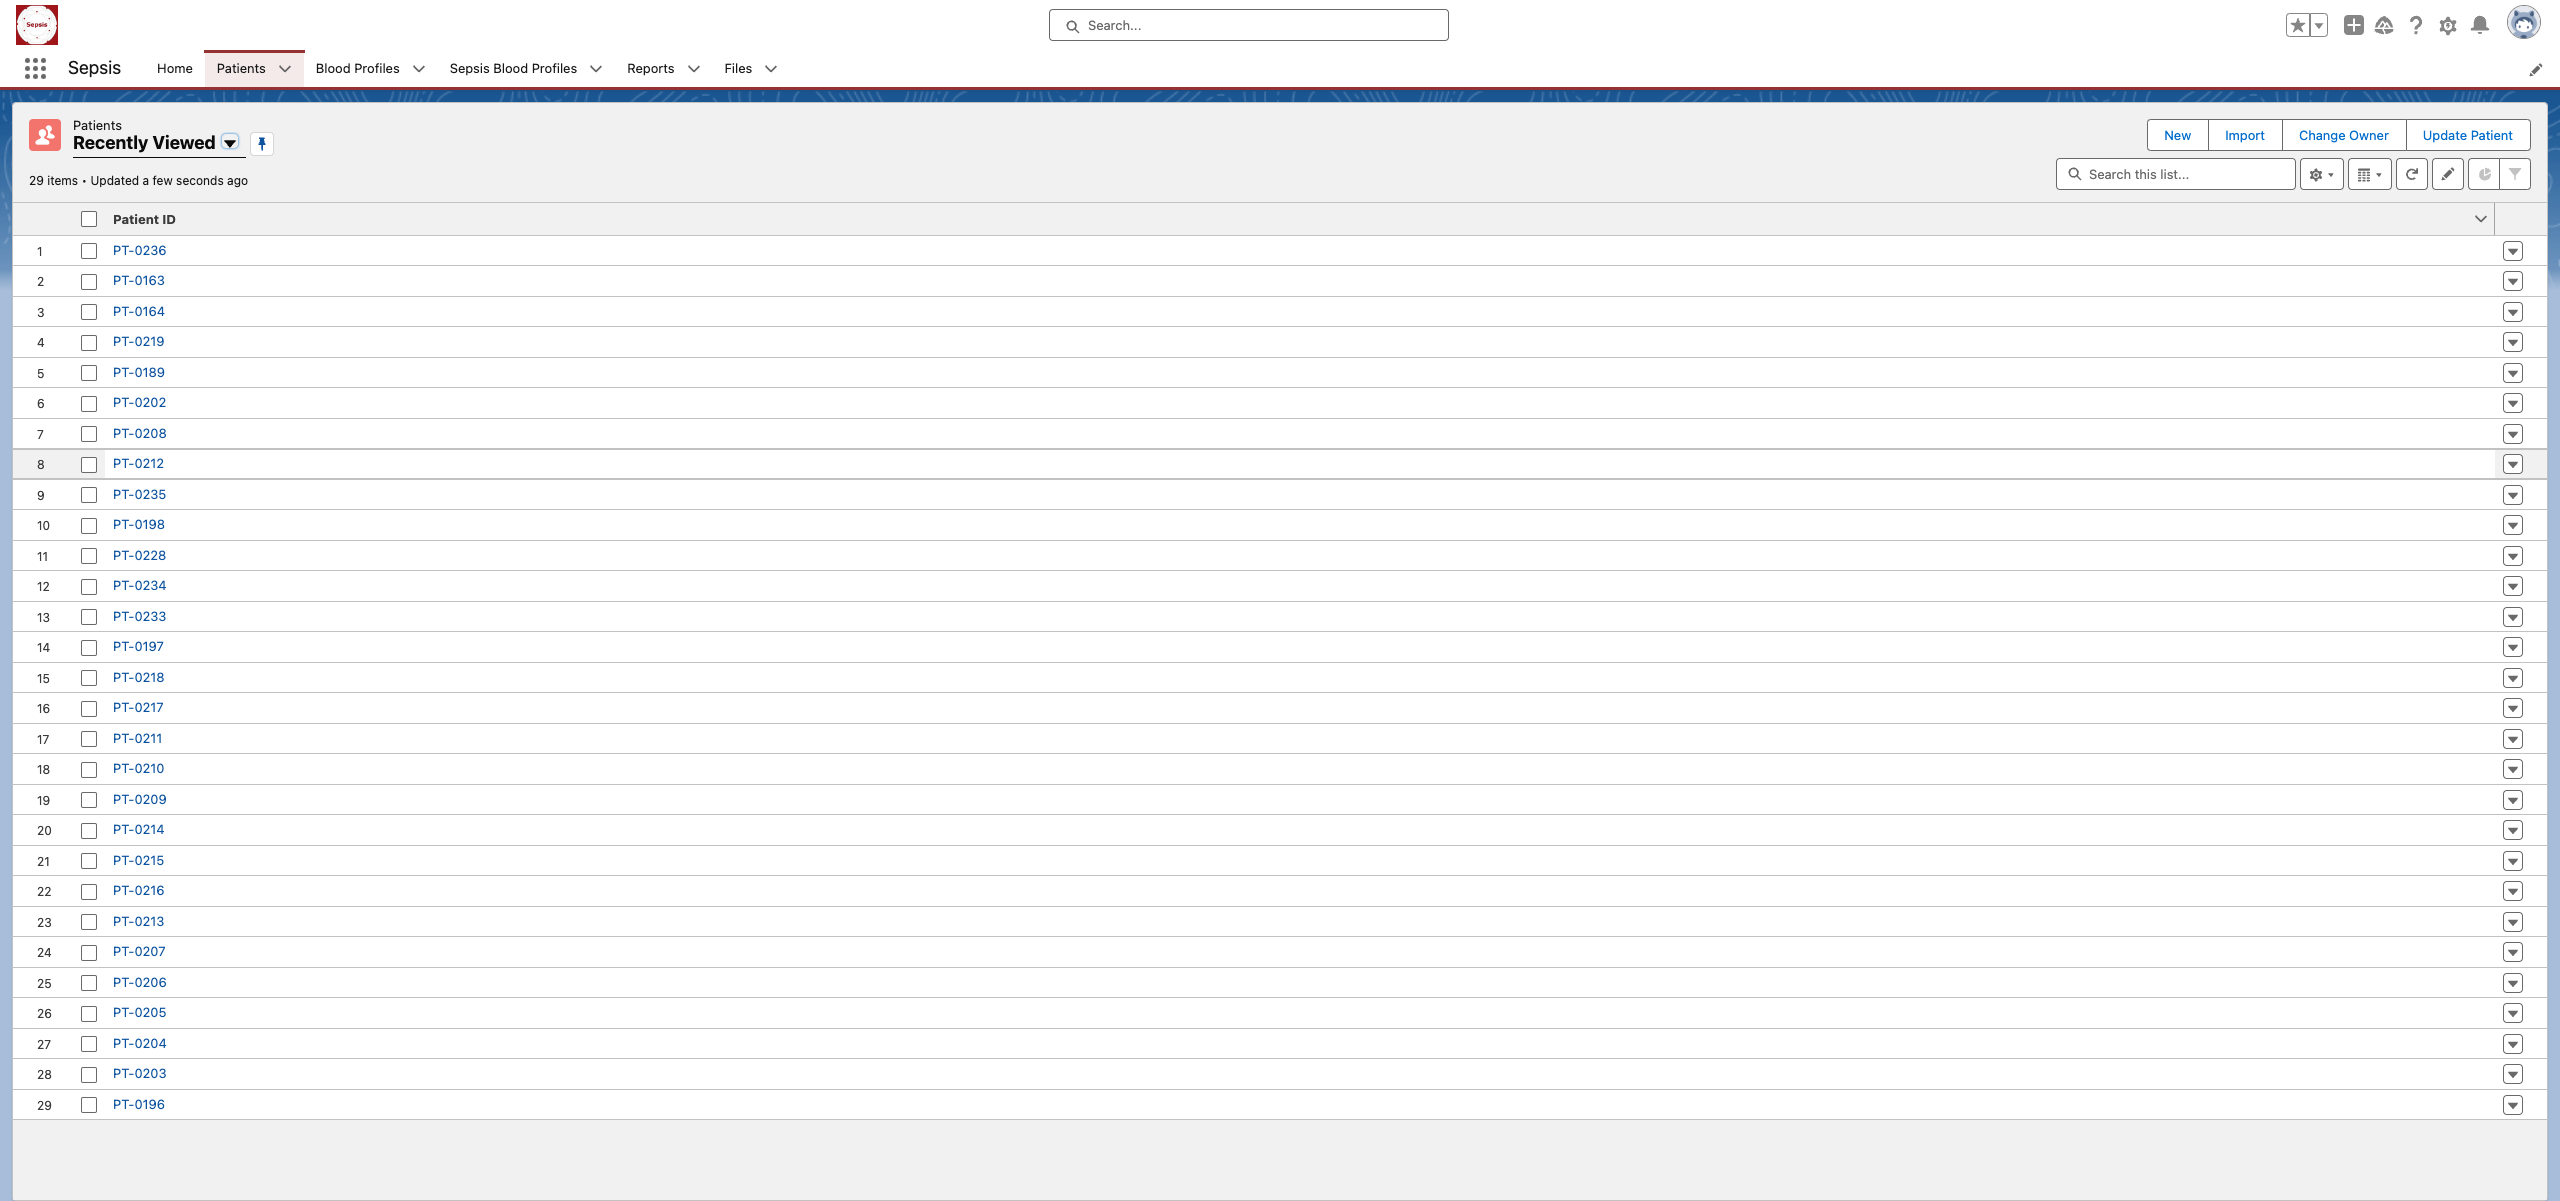 Sepsis
Search...
Sepsis
Home
Patients
Blood Profiles
Sepsis Blood Profiles
Reports
Files
Patients
Recently Viewed
New
Import
Change Owner
Update Patient
29 items • Updated a few seconds ago
Search this list...
Patient ID
1 PT-0236
2 PT-0163
3 PT-0164
4 PT-0219
5 PT-0189
6 PT-0202
7 PT-0208
8 PT-0212
9 PT-0235
10 PT-0198
11 PT-0228
12 PT-0234
13 PT-0233
14 PT-0197
15 PT-0218
16 PT-0217
17 PT-0211
18 PT-0210
19 PT-0209
20 PT-0214
21 PT-0215
22 PT-0216
23 PT-0213
24 PT-0207
25 PT-0206
26 PT-0205
27 PT-0204
28 PT-0203
29 PT-0196